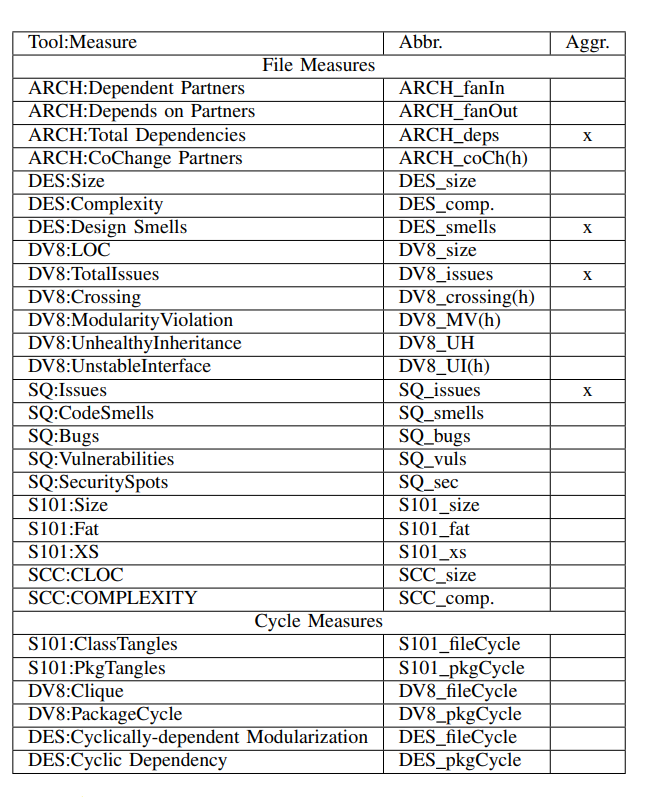 Tool:Measure Abbr. Aggr.
File Measures
ARCH:Dependent Partners ARCH_fanIn
ARCH:Depends on Partners ARCH_fanOut
ARCH:Total Dependencies ARCH_deps x
ARCH:CoChange Partners ARCH_coCh(h)
DES:Size DES_size
DES:Complexity DES_comp.
DES:Design Smells DES_smells x
DV8:LOC DV8_size
DV8:TotalIssues DV8_issues x
DV8:Crossing DV8_crossing(h)
DV8:ModularityViolation DV8_MV(h)
DV8:UnhealthyInheritance DV8_UH
DV8:UnstableInterface DV8_UI(h)
SQ:Issues SQ_issues x
SQ:CodeSmells SQ_smells
SQ:Bugs SQ_bugs
SQ:Vulnerabilities SQ_vuls
SQ:SecuritySpots SQ_sec
S101:Size S101_size
S101:Fat S101_fat
S101:XS S101_xs
SCC:CLOC SCC_size
SCC:COMPLEXITY SCC_comp.
Cycle Measures
S101:ClassTangles S101_fileCycle
S101:PkgTangles S101_pkgCycle
DV8:Clique DV8_fileCycle
DV8:PackageCycle DV8_pkgCycle
DES:Cyclically-dependent Modularization DES_fileCycle
DES:Cyclic Dependency DES_pkgCycle